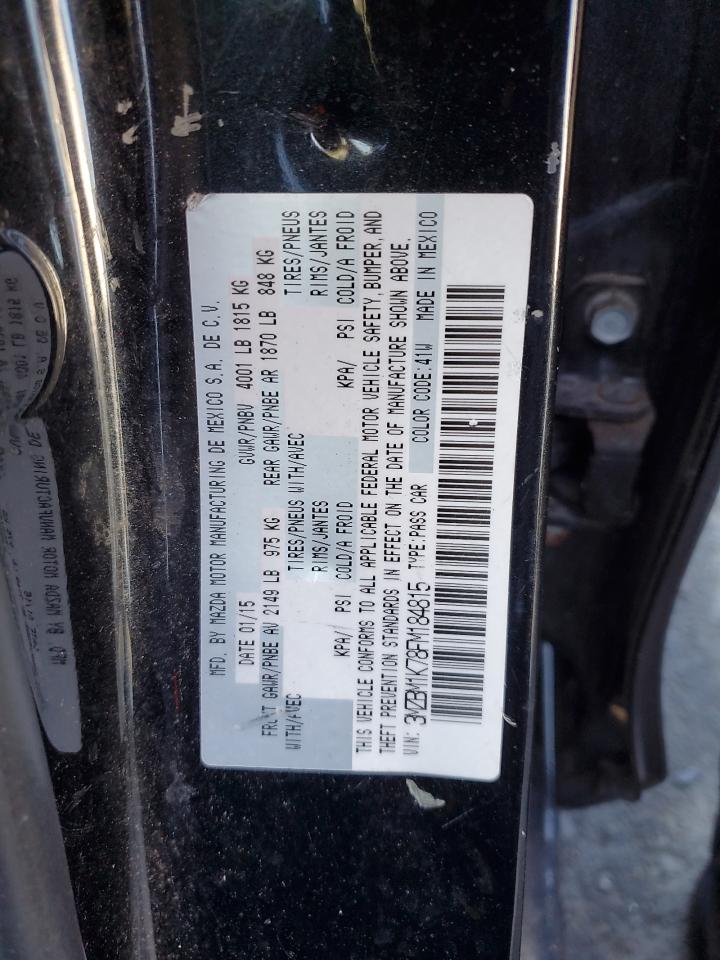 MFD. BY MAZDA MOTOR MANUFACTURING DE MEXICO S.A. DE C.V.
DATE 01/15 GVWR/PNBV 4001 LB 1815 KG
FRONT GAWR/PNBE AV 2149 LB 975 KG REAR GAWR/PNBE AR 1870 LB 848 KG
WITH/AVEC TIRES/PNEUS WITH/AVEC TIRES/PNEUS
RIMS/JANTES RIMS/JANTES
KPA/ PSI COLD/A FROID KPA/ PSI COLD/A FROID
THIS VEHICLE CONFORMS TO ALL APPLICABLE FEDERAL MOTOR VEHICLE SAFETY, BUMPER, AND
THEFT PREVENTION STANDARDS IN EFFECT ON THE DATE OF MANUFACTURE SHOWN ABOVE.
VIN: 3MZBM1K78FM184815 TYPE:PASS CAR COLOR CODE:41W MADE IN MEXICO